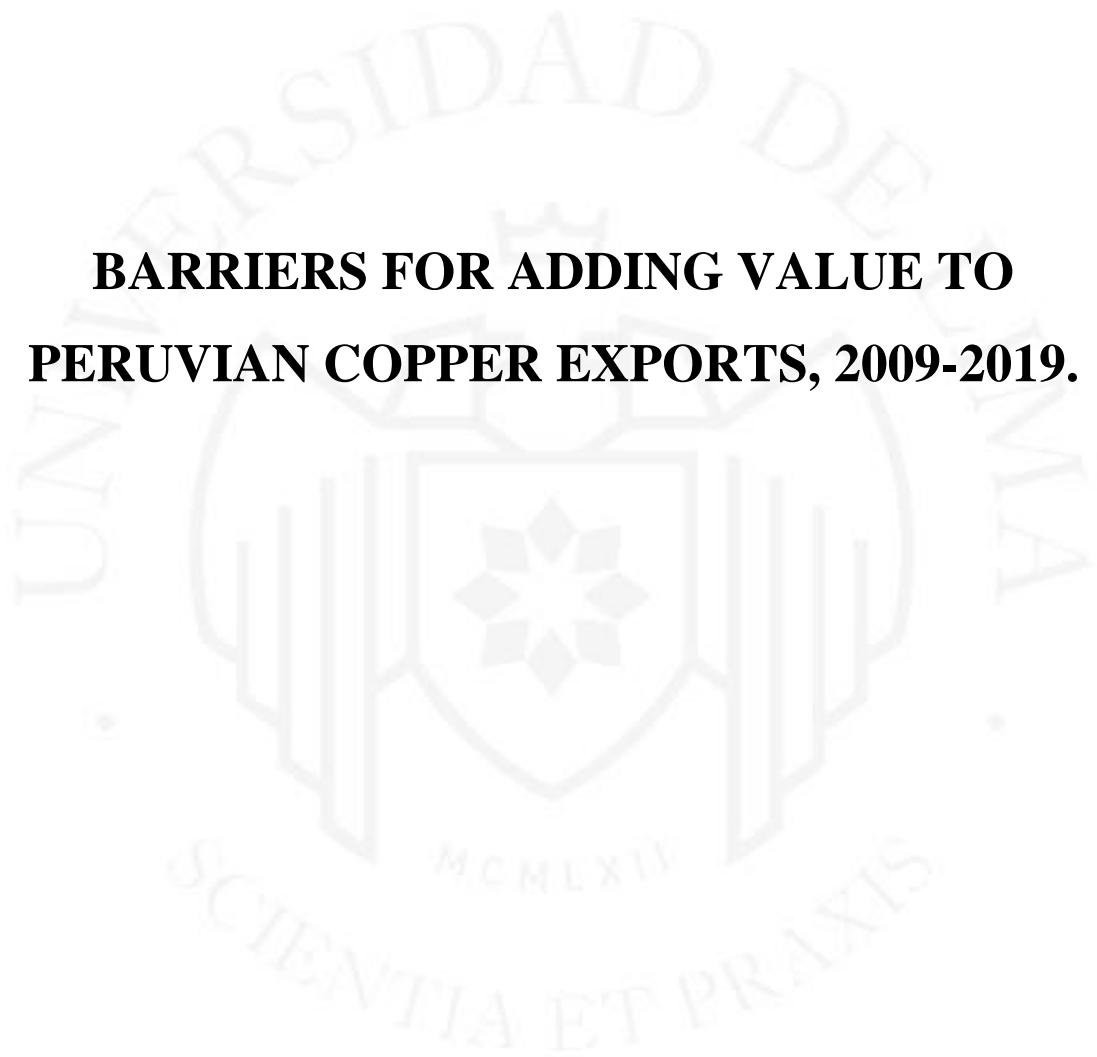 UNIVERSIDAD DE LIMA
BARRIERS FOR ADDING VALUE TO
PERUVIAN COPPER EXPORTS, 2009-2019.
MCMLXII
SCIENTIA ET PRAXIS